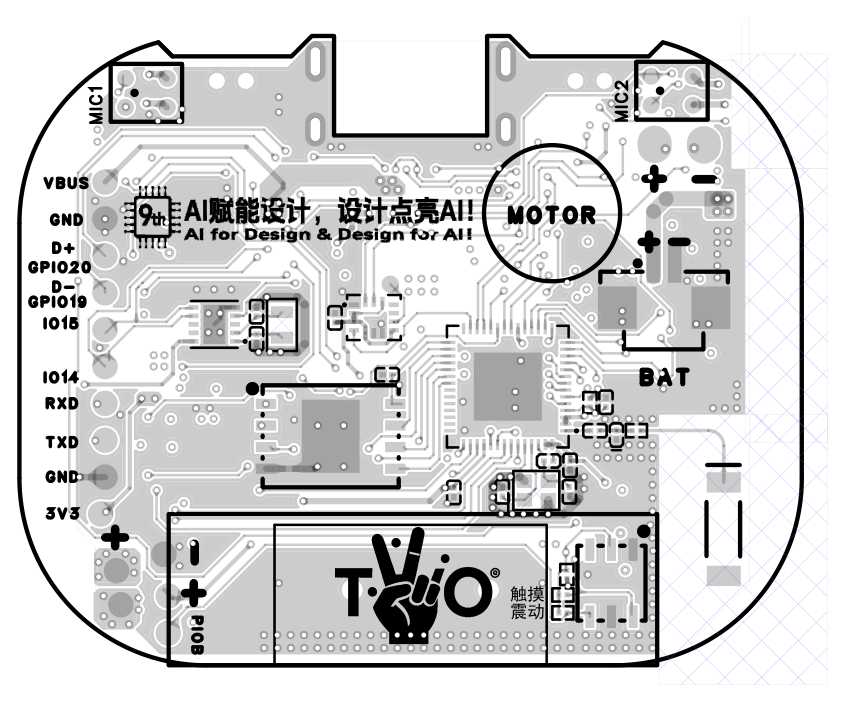 MIC1
MIC2
VBUS
GND
D+
GPIO20
D-
GPIO19
IO15
IO14
RXD
TXD
GND
3V3
9th
AI赋能设计，设计点亮AI!
AI for Design & Design for AI!
MOTOR
+ -
+ -
BAT
+
-
+
PIOB
TVIO®
触摸
震动